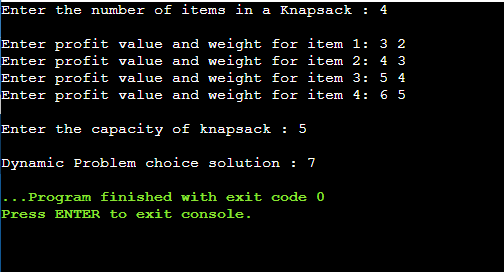 Enter the number of items in a Knapsack : 4
Enter profit value and weight for item 1: 3 2
Enter profit value and weight for item 2: 4 3
Enter profit value and weight for item 3: 5 4
Enter profit value and weight for item 4: 6 5
Enter the capacity of knapsack : 5
Dynamic Problem choice solution : 7
...Program finished with exit code 0
Press ENTER to exit console.